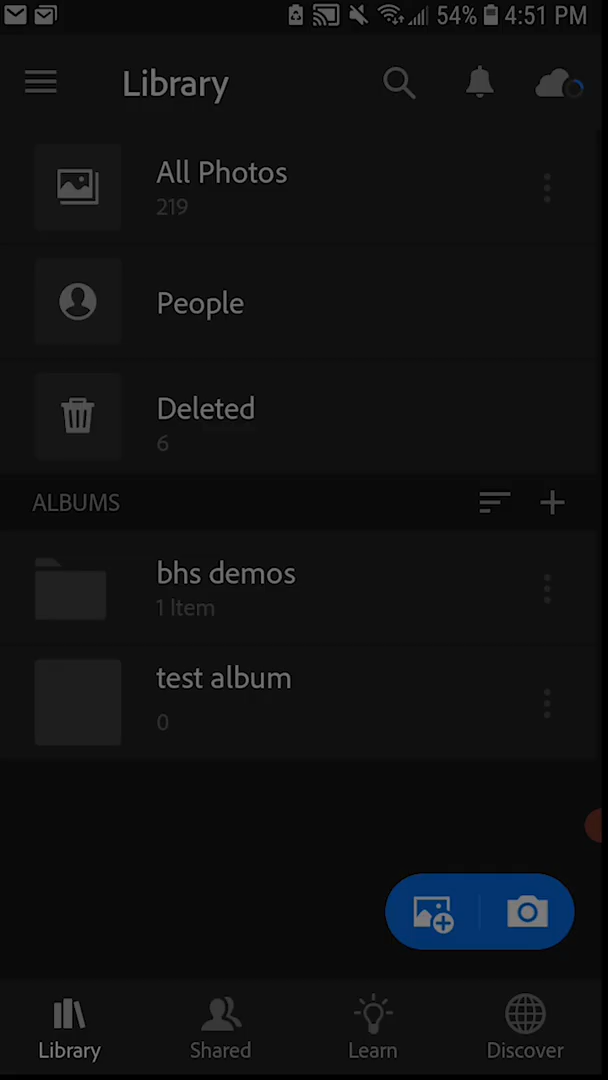 54% 4:51 PM
Library
All Photos
219
People
Deleted
6
ALBUMS
bhs demos
1 Item
test album
0
Library Shared Learn Discover